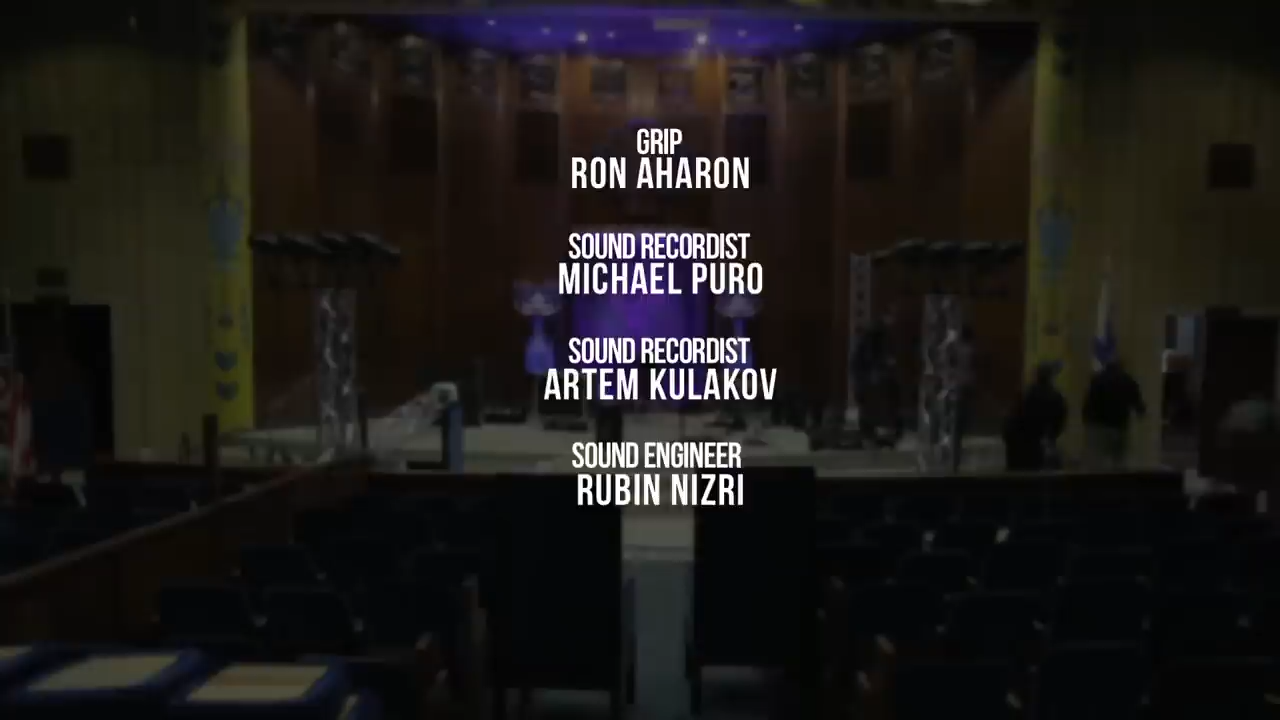 GRIP
RON AHARON
SOUND RECORDIST
MICHAEL PURO
SOUND RECORDIST
ARTEM KULAKOV
SOUND ENGINEER
RUBIN NIZRI